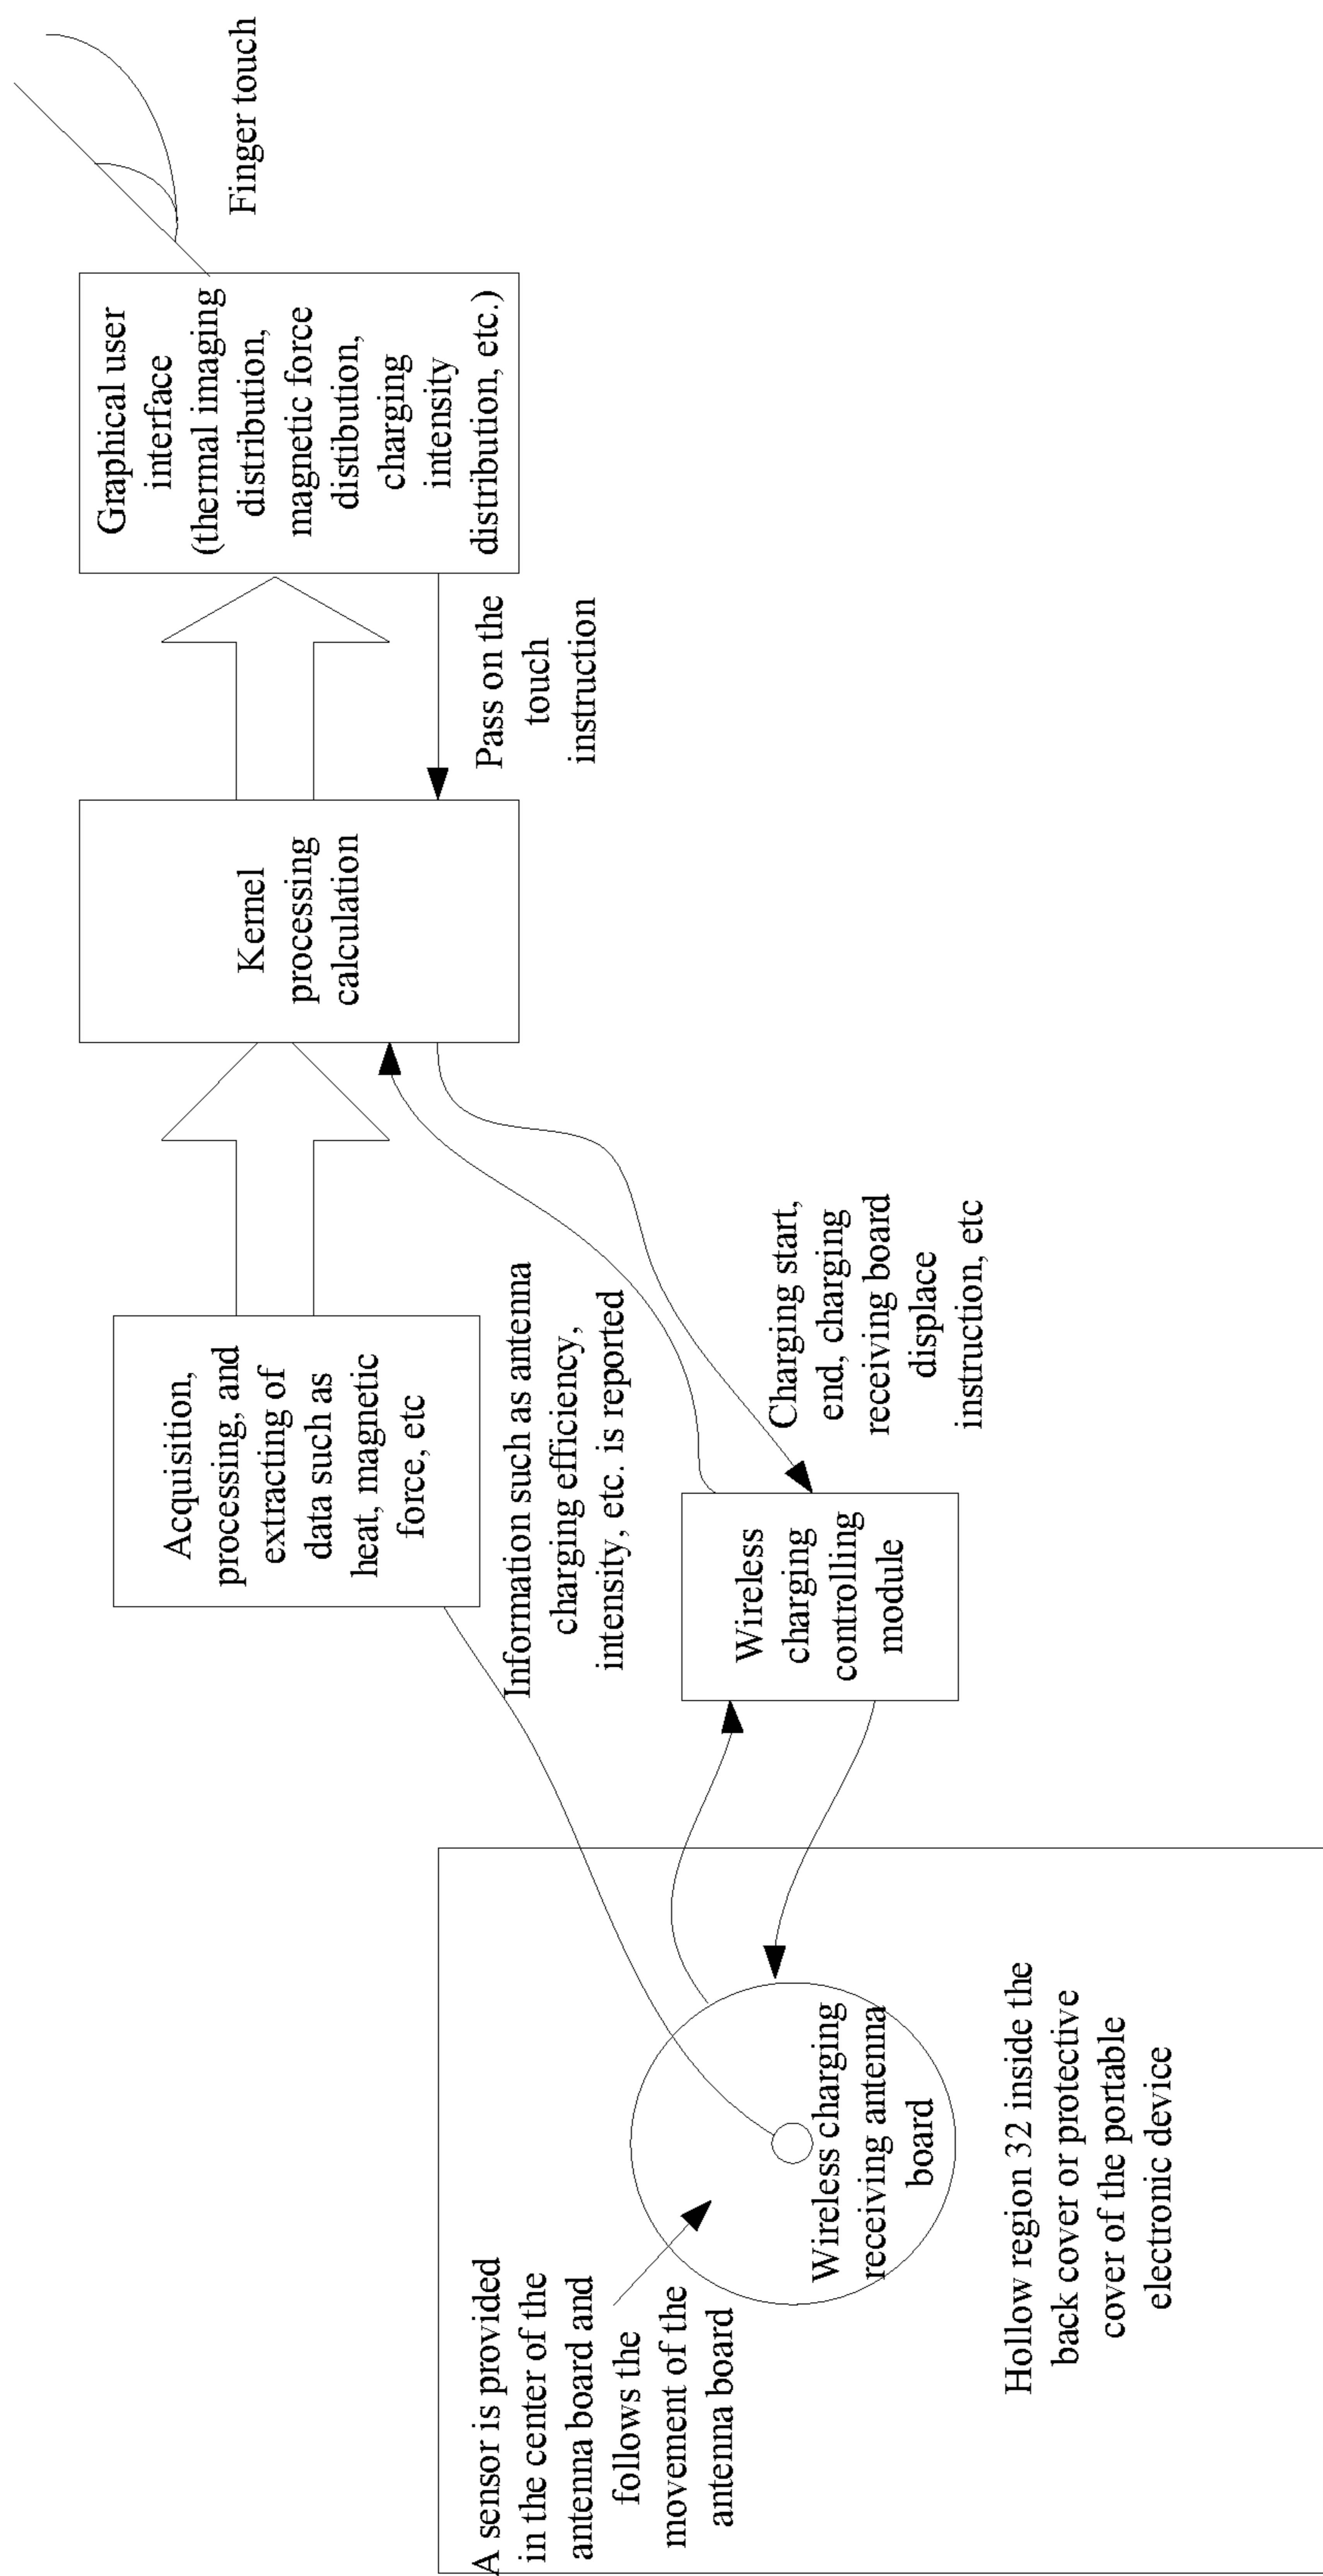 Finger touch
Graphical user
interface
(thermal imaging
distribution,
magnetic force
distibution,
charging
intensity
distribution, etc.)
Pass on the
touch
instruction
Kernel
processing
calculation
Acquisition,
processing, and
extracting of
data such as
heat, magnetic
force, etc
Information such as antenna
charging efficiency,
intensity, etc. is reported
Charging start,
end, charging
receiving board
displace
instruction, etc
Wireless
charging
controlling
module
A sensor is provided
in the center of the
antenna board and
follows the
movement of the
antenna board
Wireless charging
receiving antenna
board
Hollow region 32 inside the
back cover or protective
cover of the portable
electronic device